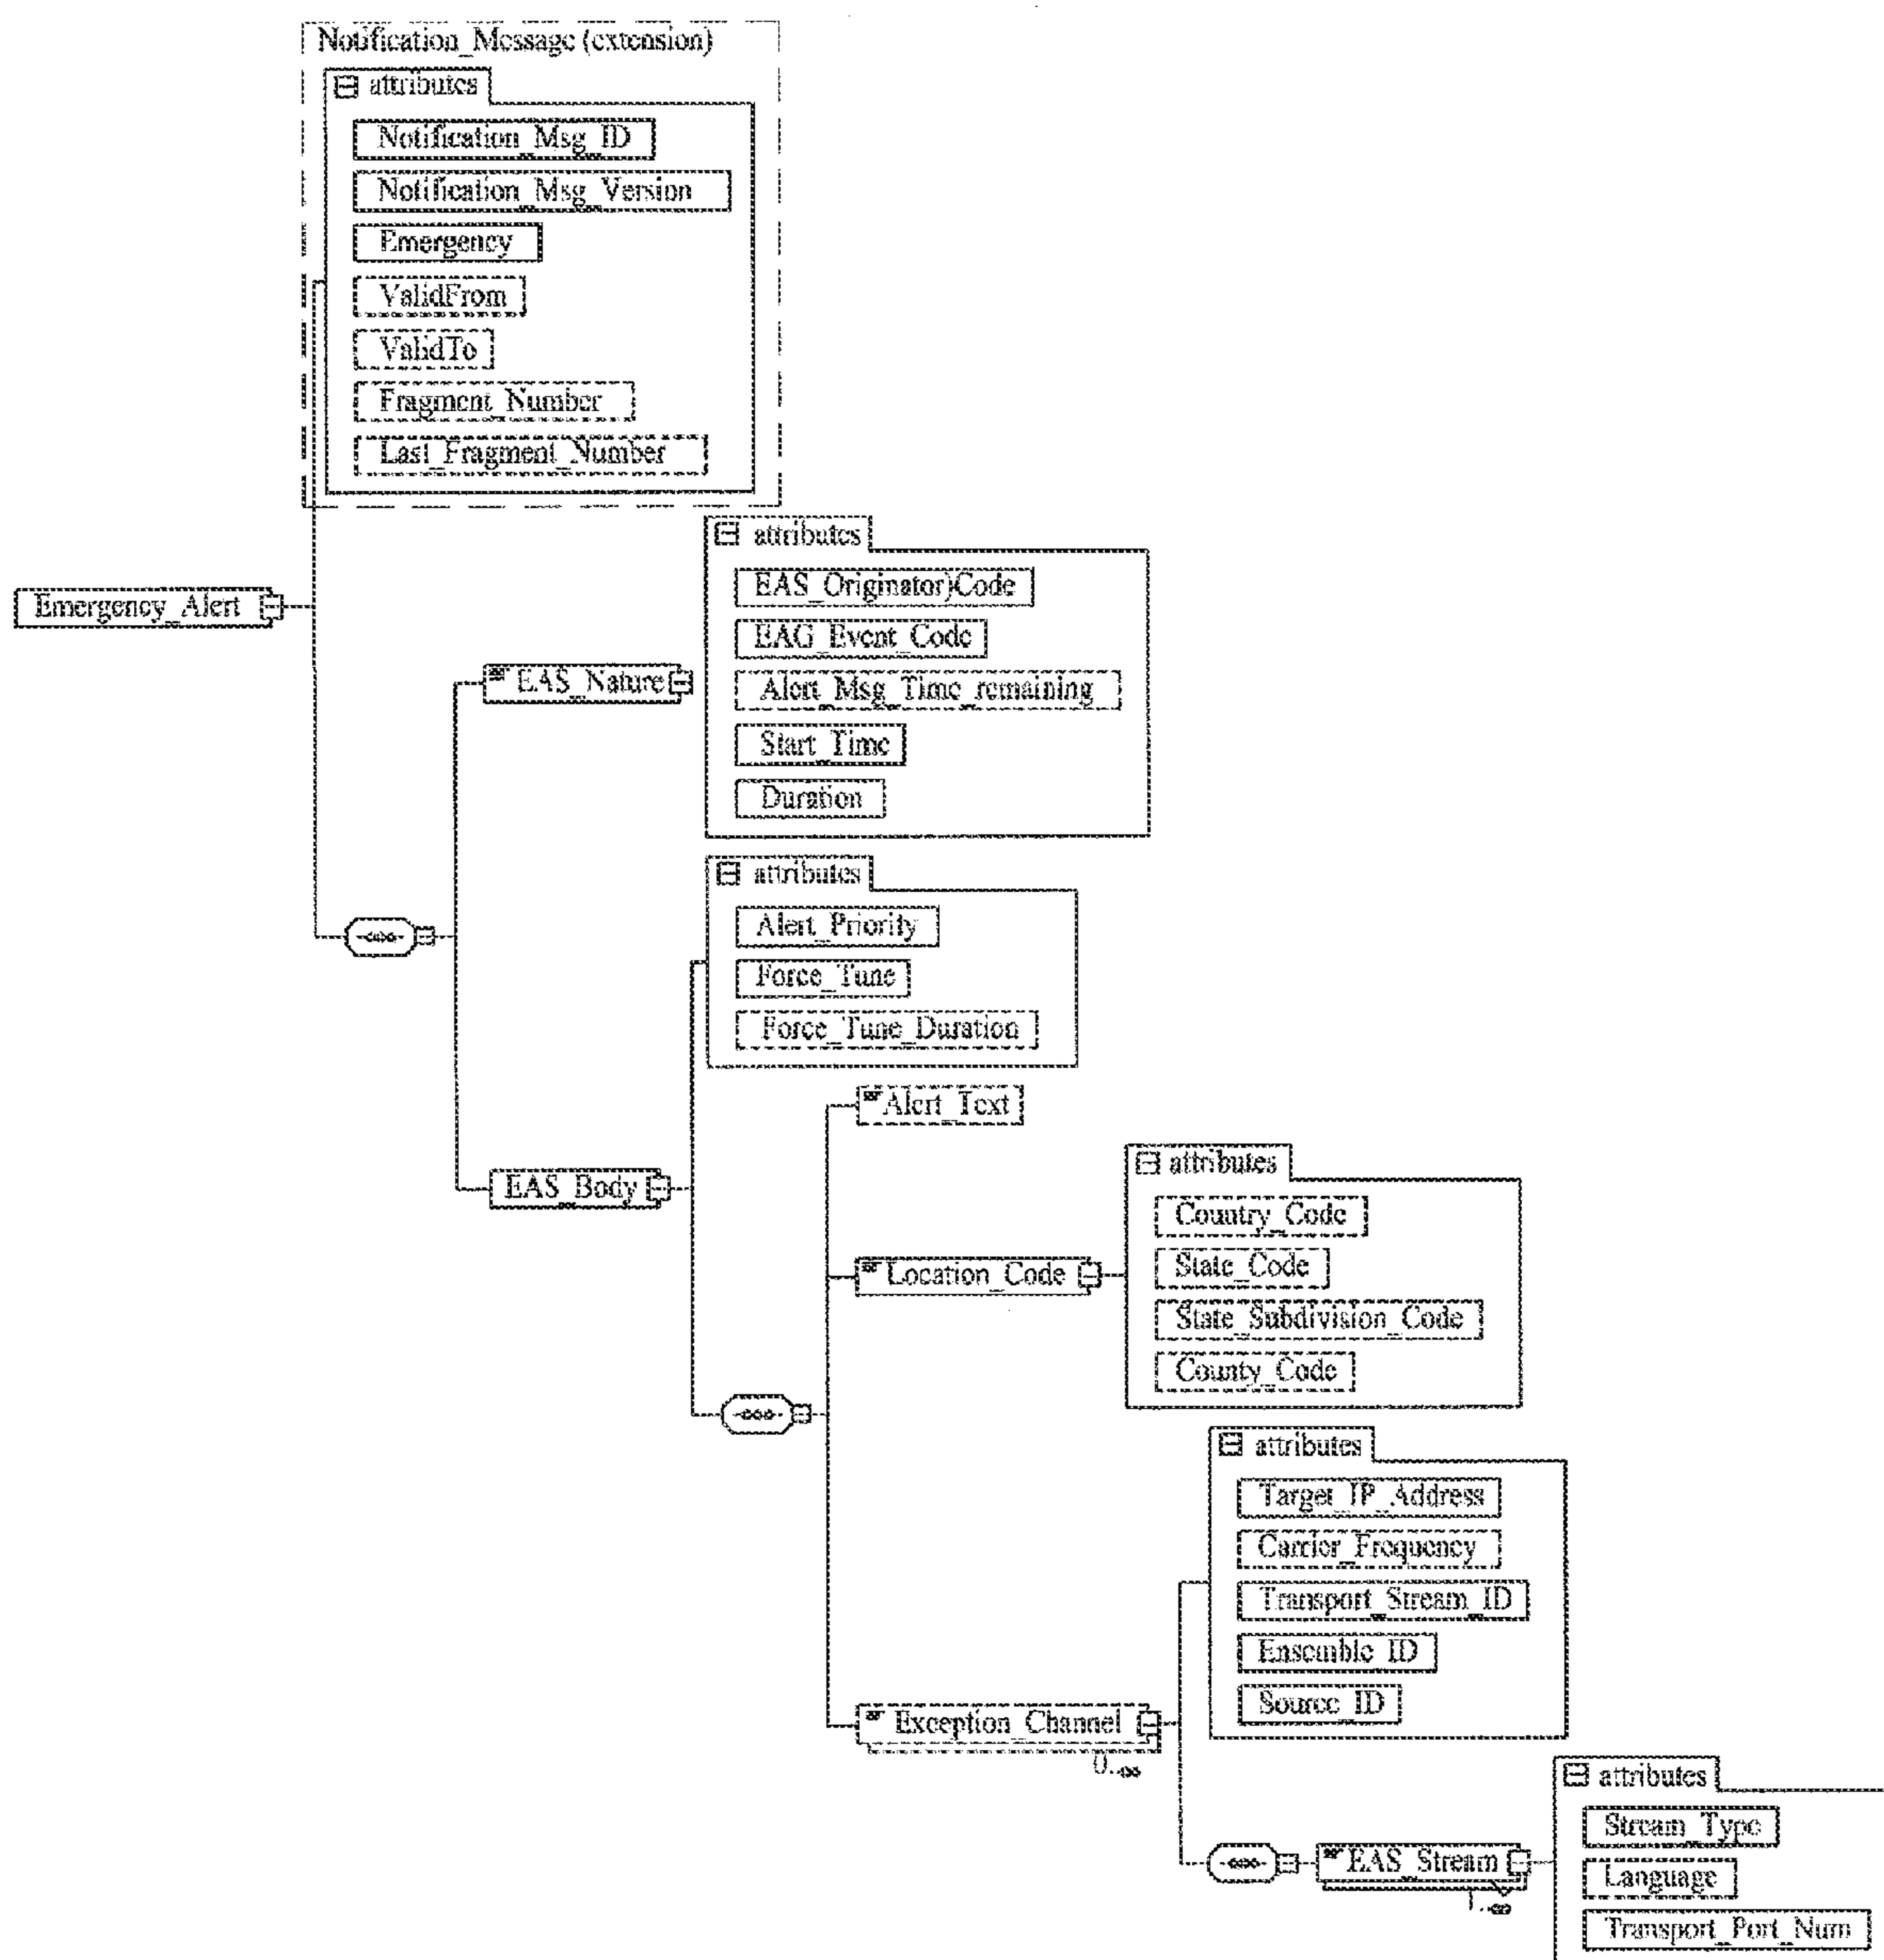 Notification_Message (extension)
attributes
Notification_Msg_ID
Notification_Msg_Version
Emergency
ValidFrom
ValidTo
Fragment_Number
Last_Fragment_Number
attributes
EAS_Originator)Code
Emergency_Alert
EAG_Event_Code
EAS_Nature
Alert_Msg_Time_remaining
Start_Time
Duration
attributes
Alert_Priority
Force_Tune
Force_Tune_Duration
Alert_Text
attributes
EAS_Body
Country_Code
Location_Code
State_Code
State_Subdivision_Code
County_Code
attributes
Target_IP_Address
Carrier_Frequency
Transport_Stream_ID
Ensemble_ID
Source_ID
Exception_Channel
0..∞
attributes
Stream_Type
EAS_Stream
Language
1..∞
Transport_Port_Num